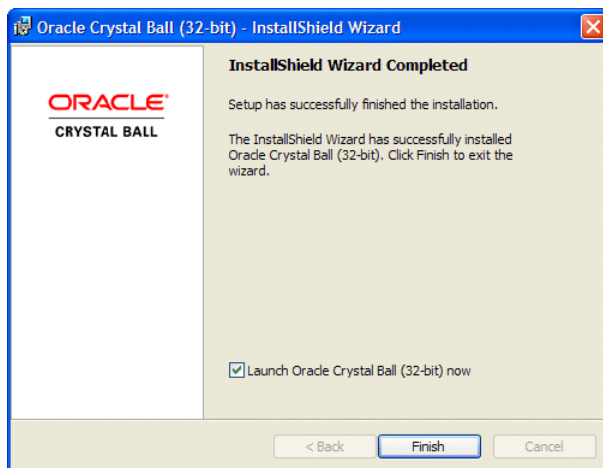 Oracle Crystal Ball (32-bit) - InstallShield Wizard
InstallShield Wizard Completed
ORACLE®
CRYSTAL BALL
Setup has successfully finished the installation.
The InstallShield Wizard has successfully installed
Oracle Crystal Ball (32-bit). Click Finish to exit the
wizard.
Launch Oracle Crystal Ball (32-bit) now
< Back
Finish
Cancel